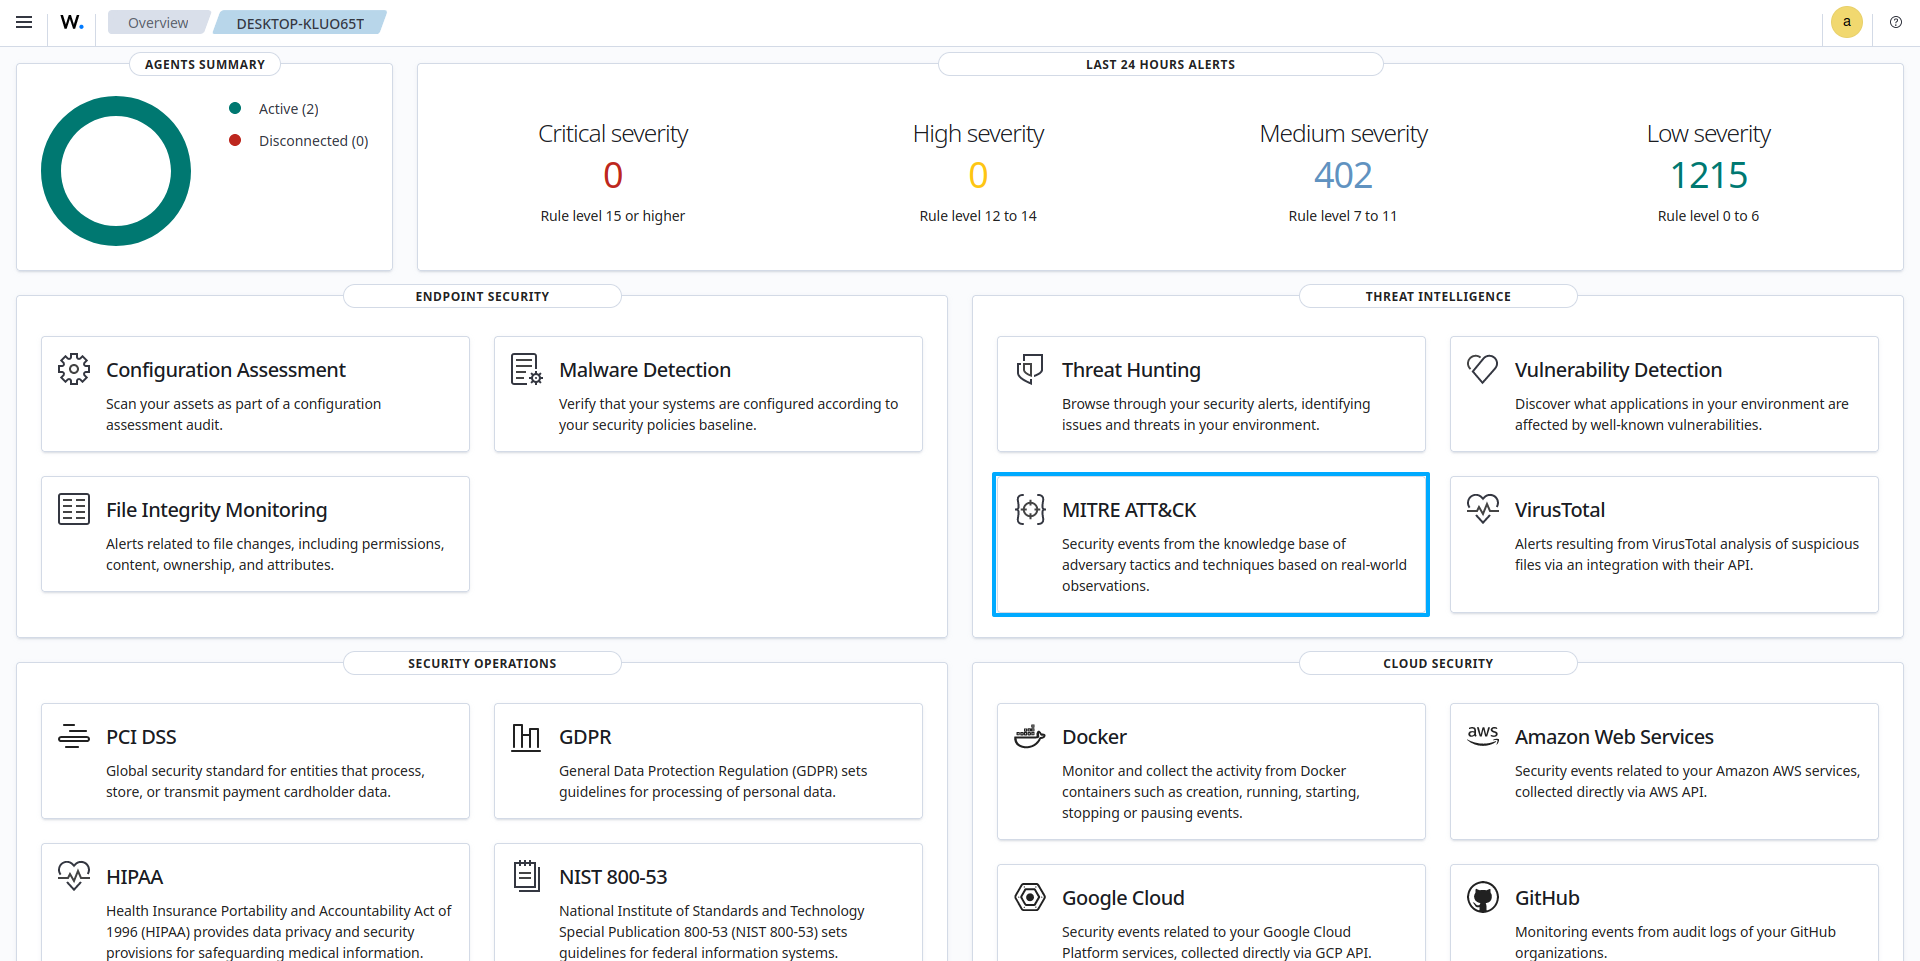 W.
Overview
DESKTOP-KLUO65T
a
AGENTS SUMMARY
Active (2)
Disconnected (0)
LAST 24 HOURS ALERTS
Critical severity
0
Rule level 15 or higher
High severity
0
Rule level 12 to 14
Medium severity
402
Rule level 7 to 11
Low severity
1215
Rule level 0 to 6
ENDPOINT SECURITY
Configuration Assessment
Scan your assets as part of a configuration
assessment audit.
Malware Detection
Verify that your systems are configured according to
your security policies baseline.
File Integrity Monitoring
Alerts related to file changes, including permissions,
content, ownership, and attributes.
THREAT INTELLIGENCE
Threat Hunting
Browse through your security alerts, identifying
issues and threats in your environment.
Vulnerability Detection
Discover what applications in your environment are
affected by well-known vulnerabilities.
MITRE ATT&CK
Security events from the knowledge base of
adversary tactics and techniques based on real-world
observations.
VirusTotal
Alerts resulting from VirusTotal analysis of suspicious
files via an integration with their API.
SECURITY OPERATIONS
PCI DSS
Global security standard for entities that process,
store, or transmit payment cardholder data.
GDPR
General Data Protection Regulation (GDPR) sets
guidelines for processing of personal data.
HIPAA
Health Insurance Portability and Accountability Act of
1996 (HIPAA) provides data privacy and security
provisions for safeguarding medical information.
NIST 800-53
National Institute of Standards and Technology
Special Publication 800-53 (NIST 800-53) sets
guidelines for federal information systems.
CLOUD SECURITY
Docker
Monitor and collect the activity from Docker
containers such as creation, running, starting,
stopping or pausing events.
aws
Amazon Web Services
Security events related to your Amazon AWS services,
collected directly via AWS API.
Google Cloud
Security events related to your Google Cloud
Platform services, collected directly via GCP API.
GitHub
Monitoring events from audit logs of your GitHub
organizations.